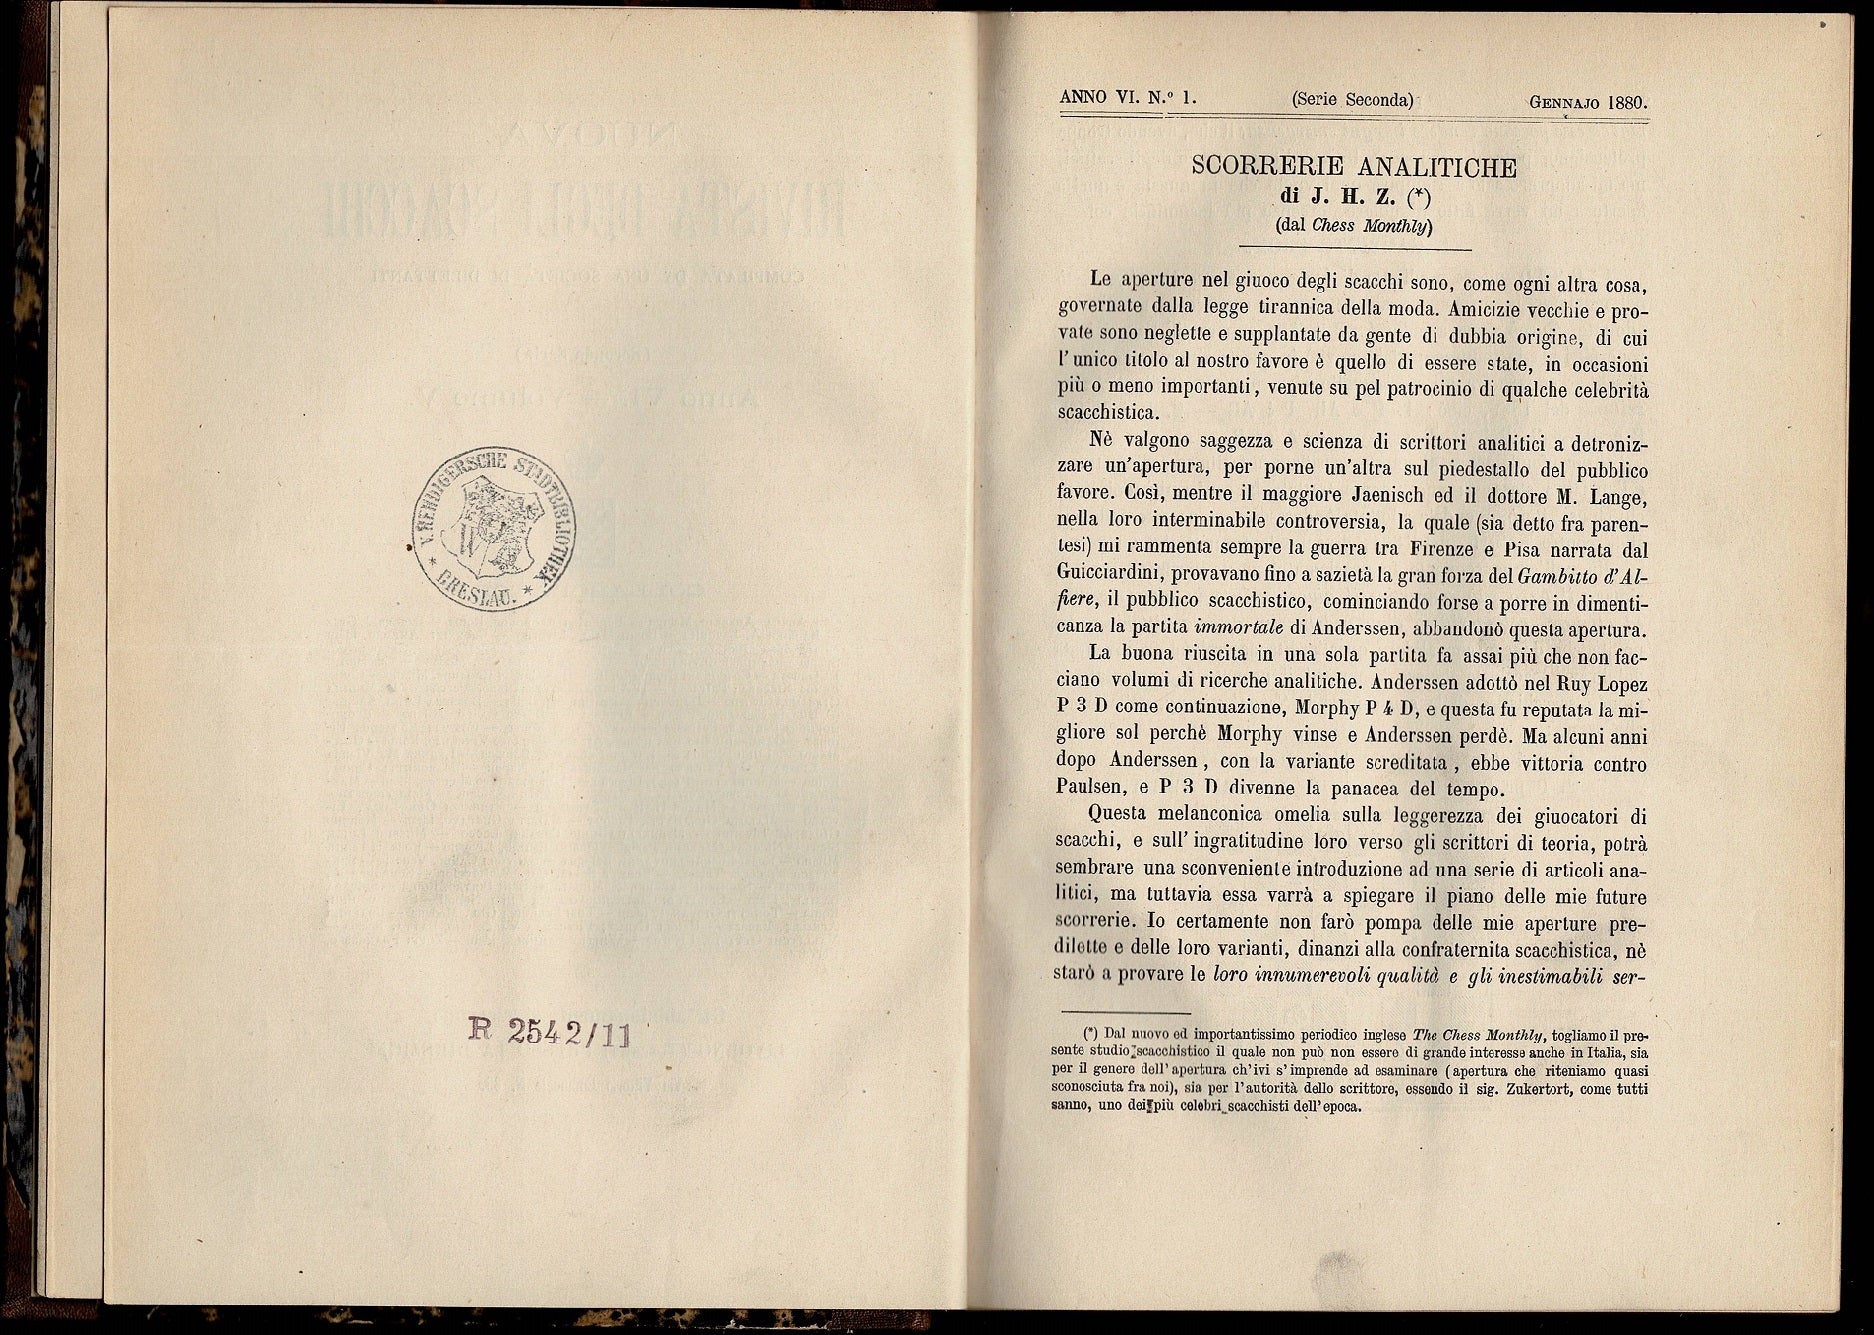 V. REHDIGERSCHE STADTBIBLIOTHEK
* BRESLAU. *
W
R 2542/11
ANNO VI. N.º 1. (Serie Seconda) GENNAJO 1880.
SCORRERIE ANALITICHE
di J. H. Z. (*)
(dal Chess Monthly)
Le aperture nel giuoco degli scacchi sono, come ogni altra cosa,
governate dalla legge tirannica della moda. Amicizie vecchie e pro-
vate sono neglette e supplantate da gente di dubbia origine, di cui
l'unico titolo al nostro favore è quello di essere state, in occasioni
più o meno importanti, venute su pel patrocinio di qualche celebrità
scacchistica.
Nè valgono saggezza e scienza di scrittori analitici a detroniz-
zare un'apertura, per porne un'altra sul piedestallo del pubblico
favore. Così, mentre il maggiore Jaenisch ed il dottore M. Lange,
nella loro interminabile controversia, la quale (sia detto fra paren-
tesi) mi rammenta sempre la guerra tra Firenze e Pisa narrata dal
Guicciardini, provavano fino a sazietà la gran forza del Gambitto d'Al-
fiere, il pubblico scacchistico, cominciando forse a porre in dimenti-
canza la partita immortale di Anderssen, abbandonò questa apertura.
La buona riuscita in una sola partita fa assai più che non fac-
ciano volumi di ricerche analitiche. Anderssen adottò nel Ruy Lopez
P 3 D come continuazione, Morphy P 4 D, e questa fu reputata la mi-
gliore sol perchè Morphy vinse e Anderssen perdè. Ma alcuni anni
dopo Anderssen, con la variante screditata, ebbe vittoria contro
Paulsen, e P 3 D divenne la panacea del tempo.
Questa melanconica omelia sulla leggerezza dei giuocatori di
scacchi, e sull'ingratitudine loro verso gli scrittori di teoria, potrà
sembrare una sconveniente introduzione ad una serie di articoli ana-
litici, ma tuttavia essa varrà a spiegare il piano delle mie future
scorrerie. Io certamente non farò pompa delle mie aperture pre-
dilette e delle loro varianti, dinanzi alla confraternita scacchistica, nè
starò a provare le loro innumerevoli qualità e gli inestimabili ser-
(*) Dal nuovo ed importantissimo periodico inglese The Chess Monthly, togliamo il pre-
sente studio scacchistico il quale non può non essere di grande interesse anche in Italia, sia
per il genere dell'apertura ch'ivi s'imprende ad esaminare (apertura che riteniamo quasi
sconosciuta fra noi), sia per l'autorità dello scrittore, essendo il sig. Zukertort, come tutti
sanno, uno dei più celebri scacchisti dell'epoca.